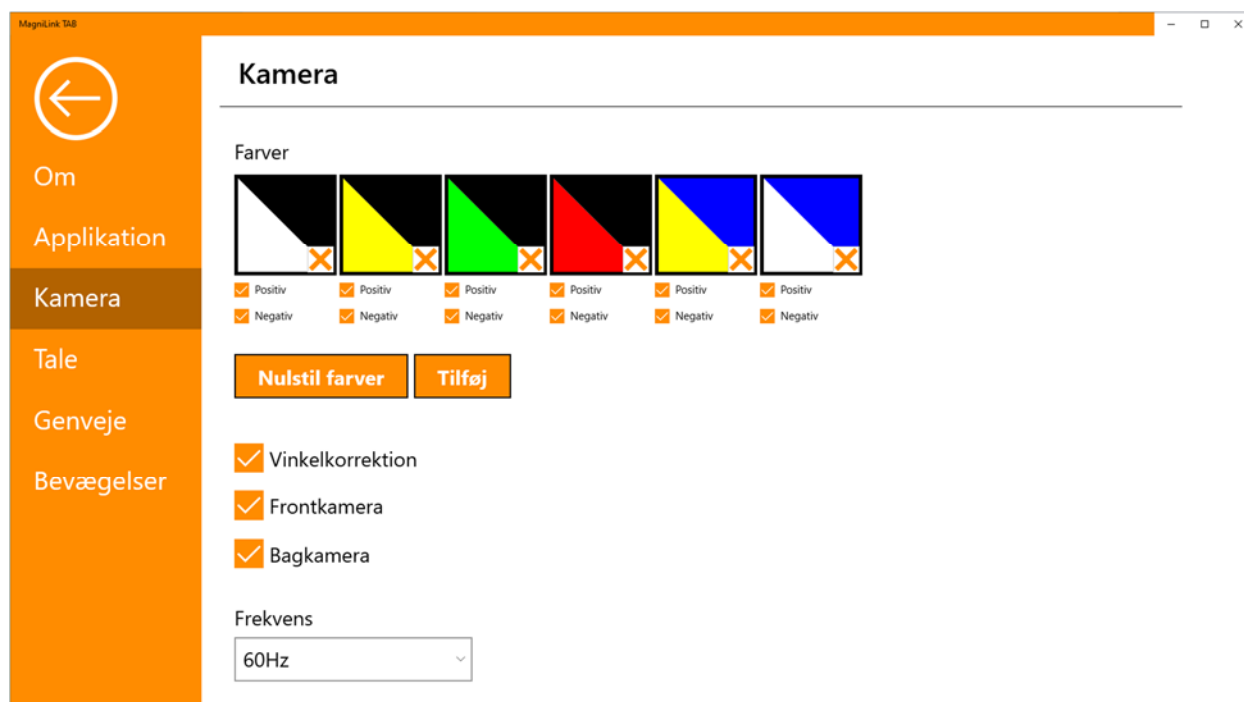 MagniLink TAB
Kamera
Om
Applikation
Kamera
Tale
Genveje
Bevægelser
Farver
Positiv Positiv Positiv Positiv Positiv Positiv
Negativ Negativ Negativ Negativ Negativ Negativ
Nulstil farver Tilføj
Vinkelkorrektion
Frontkamera
Bagkamera
Frekvens
60Hz